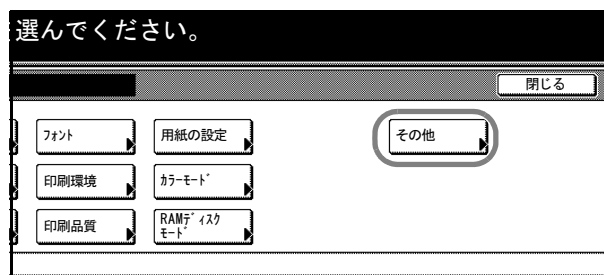 選んでください。
閉じる
フォント 用紙の設定 その他
印刷環境 カラーモード
印刷品質 RAMディスク
モード